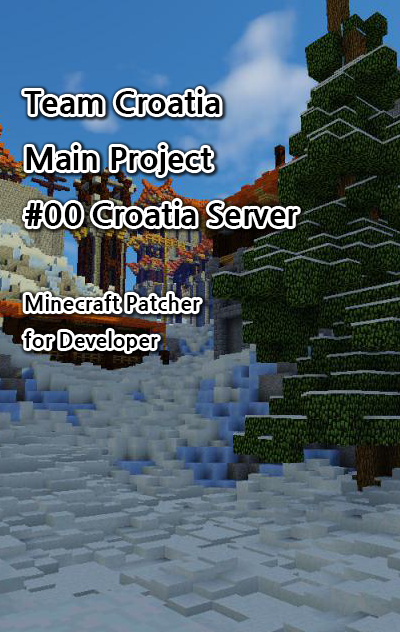 Team Croatia
Main Project
#00 Croatia Server
Minecraft Patcher
for Developer